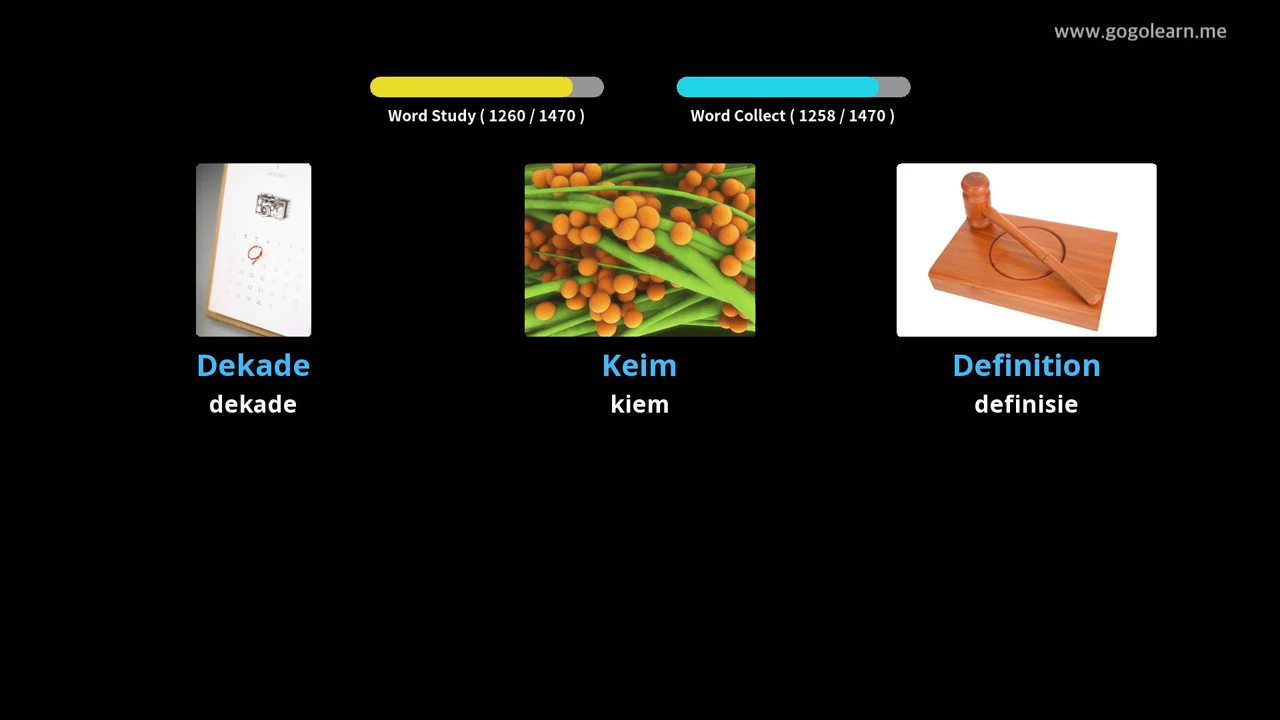 www.gogolearn.me
Word Study ( 1260 / 1470 )
Word Collect ( 1258 / 1470 )
Dekade
Keim
Definition
dekade
kiem
definisie